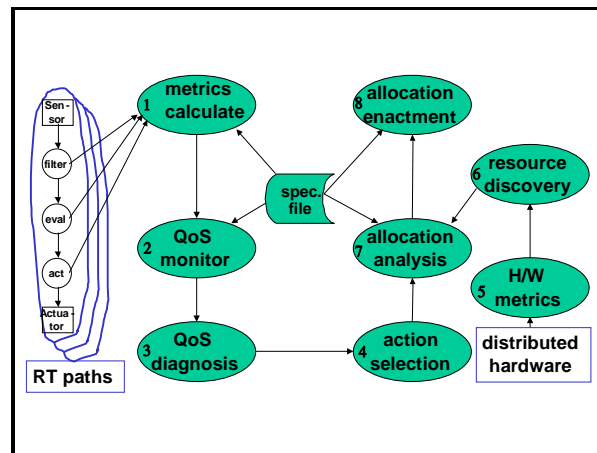 Sen-
sor
filter
eval
act
Actua-
tor
RT paths
1
metrics
calculate
2
QoS
monitor
3
QoS
diagnosis
spec.
file
8
allocation
enactment
7
allocation
analysis
4
action
selection
6
resource
discovery
5
H/W
metrics
distributed
hardware